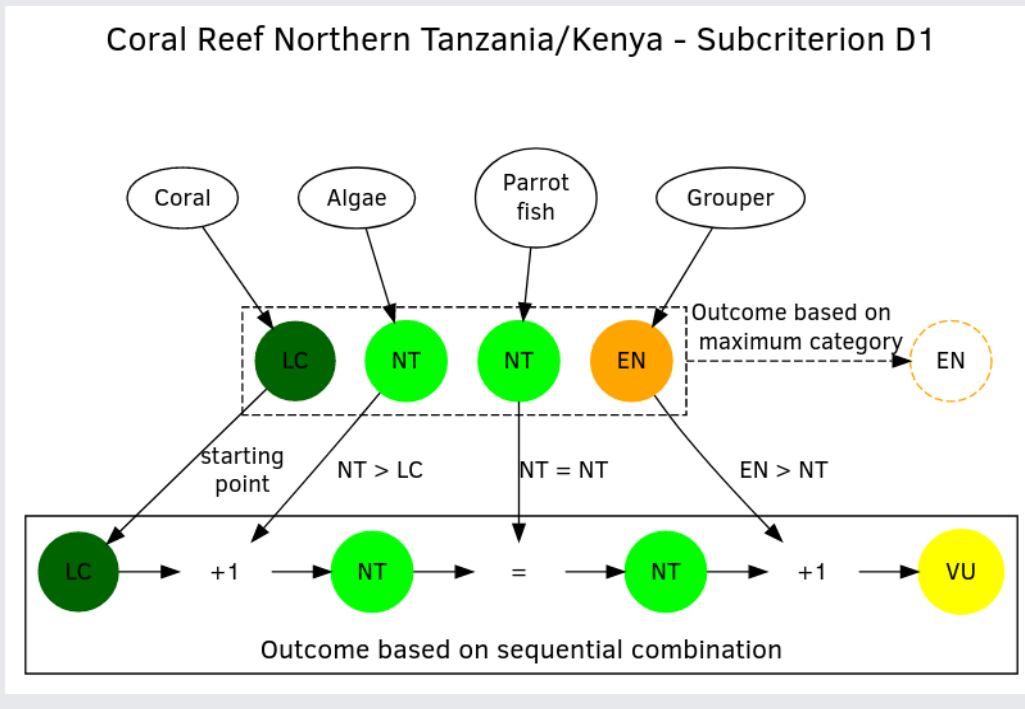 Coral Reef Northern Tanzania/Kenya - Subcriterion D1
Coral
Algae
Parrot
fish
Grouper
LC
NT
NT
EN
Outcome based on
maximum category
EN
starting
point
NT > LC
NT = NT
EN > NT
LC
+1
NT
=
NT
+1
VU
Outcome based on sequential combination